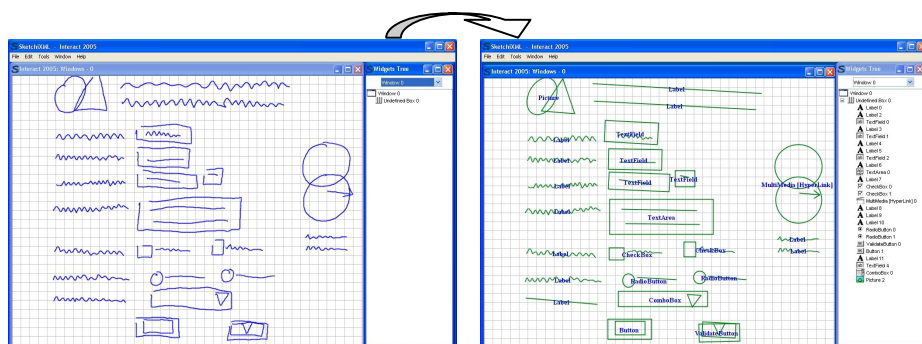 SketchiXML - Interact 2005
File Edit Tools Window Help
Interact 2005: Windows - 0
Widgets Tree
Window 0
Window 0
Undefined Box 0
SketchiXML - Interact 2005
File Edit Tools Window Help
Interact 2005: Windows - 0
Picture
Label
Label
Label
TextField
Label
TextField
Label
TextField
TextField
MultiMedia [HyperLink]
Label
TextArea
Label
Label
Label
CheckBox
CheckBox
Label
RadioButton
RadioButton
Label
ComboBox
Button
ValidateButton
Widgets Tree
Window 0
Window 0
Undefined Box 0
Label 0
Label 2
TextField 0
Label 3
TextField 1
Label 4
Label 5
TextField 2
Label 6
TextArea 0
Label 7
CheckBox 0
CheckBox 1
MultiMedia [HyperLink] 0
Label 8
Label 9
Label 10
RadioButton 0
RadioButton 1
ValidateButton 0
Button 1
Label 11
TextField 4
ComboBox 0
Picture 2